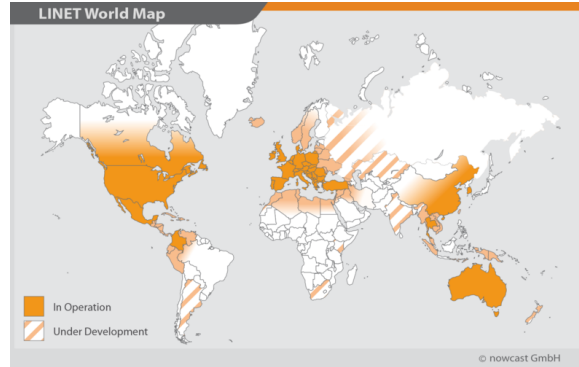 LINET World Map
In Operation
Under Development
© nowcast GmbH